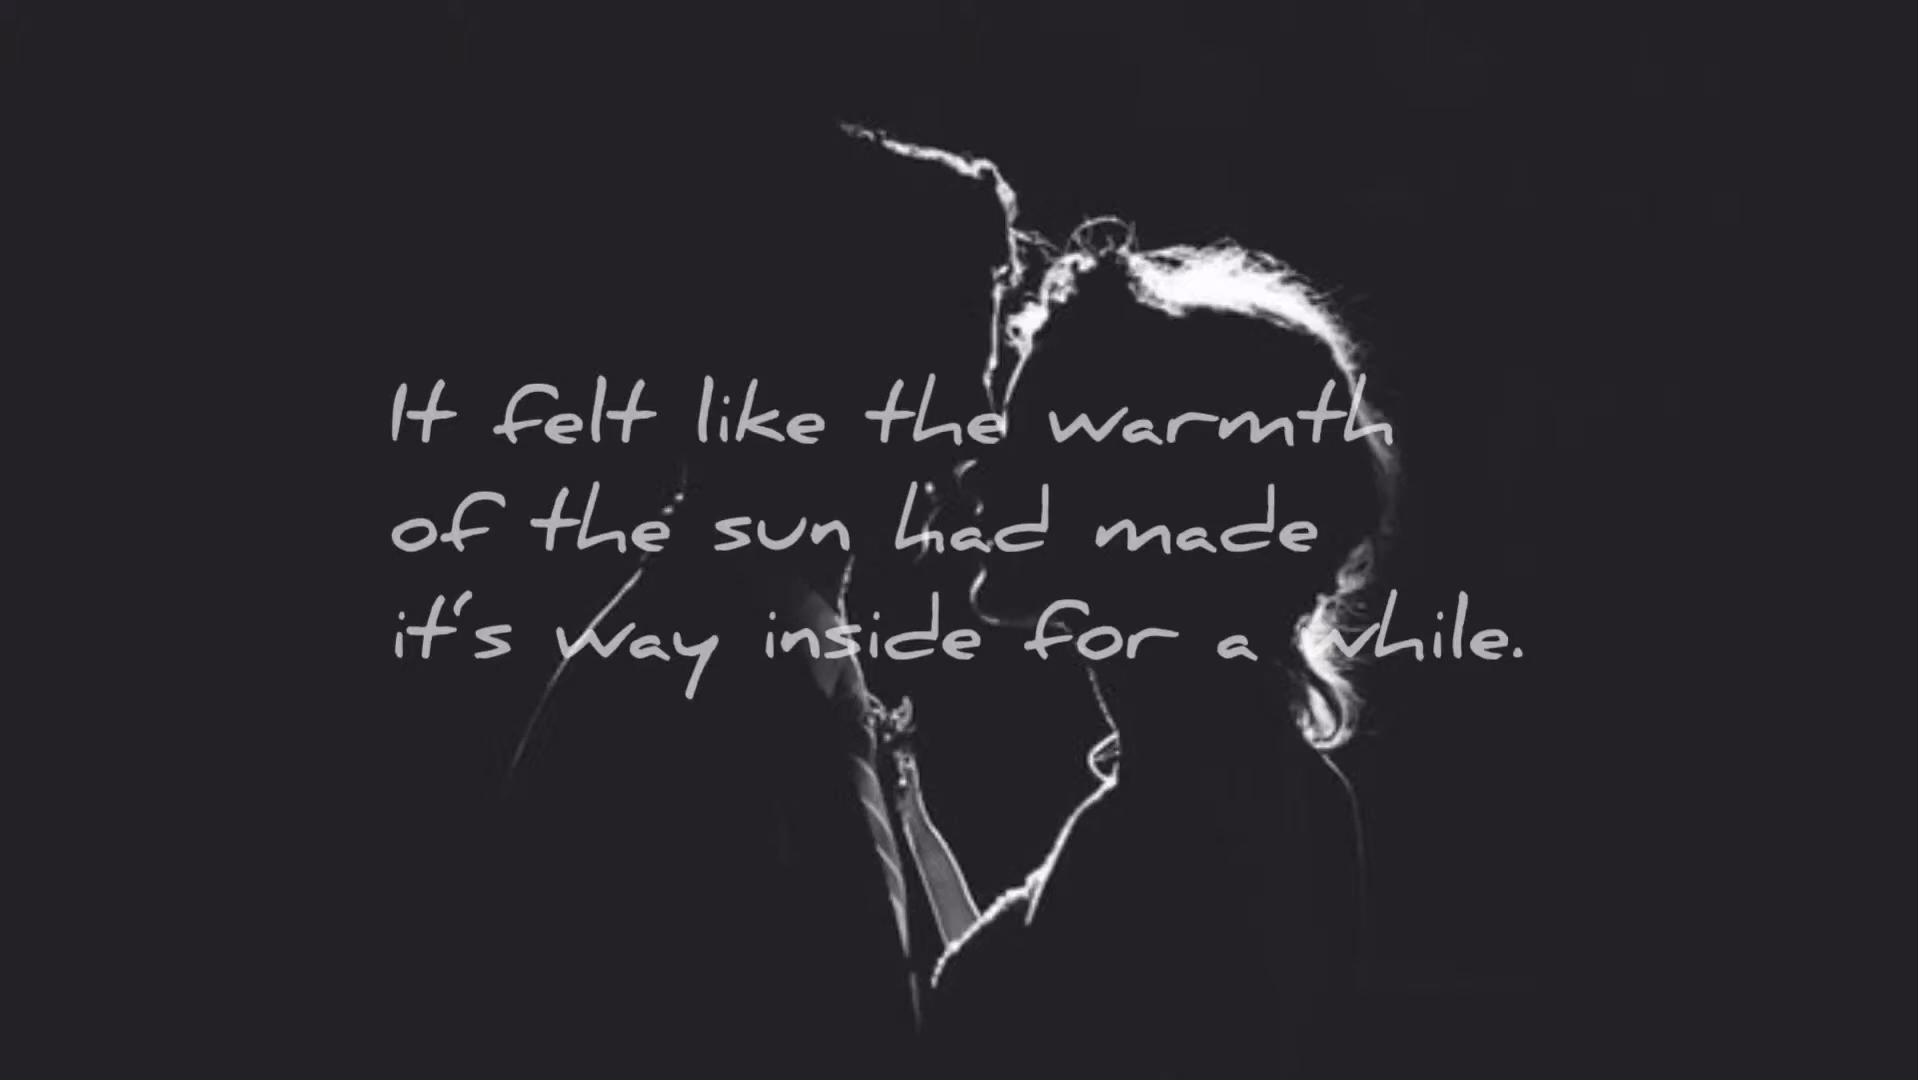 It felt like the warmth
of the sun had made
it's way inside for a while.